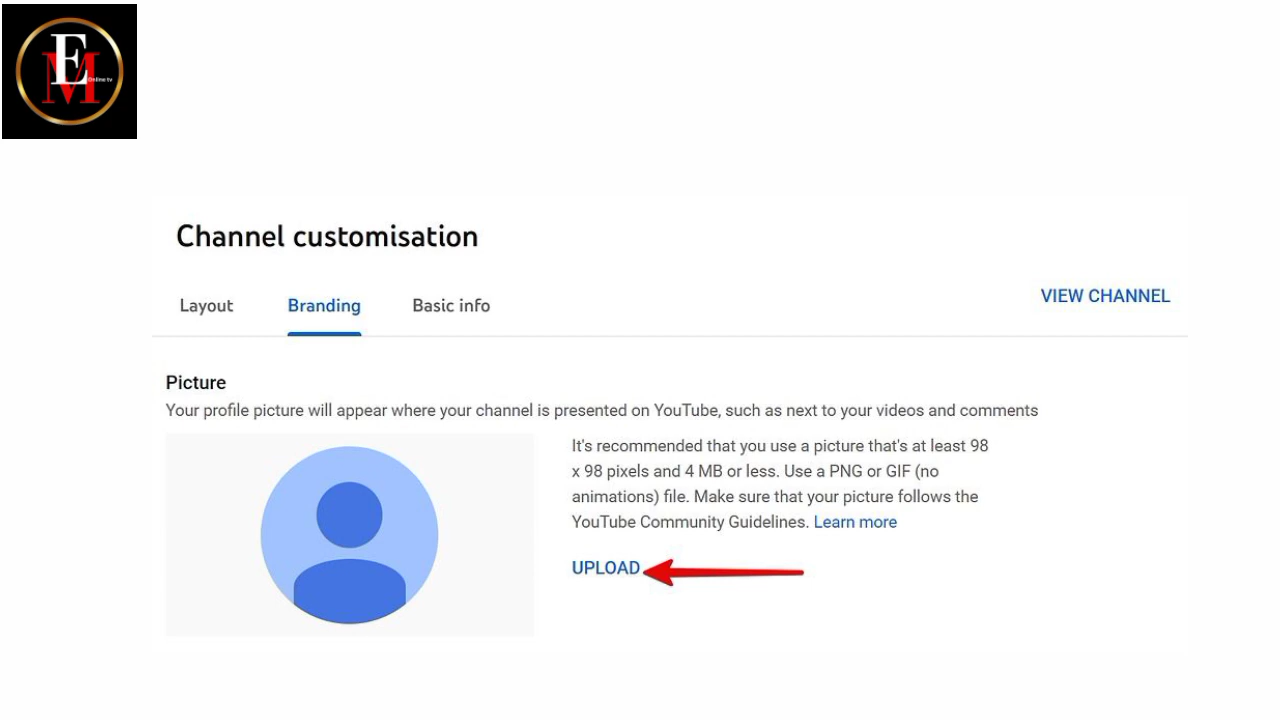 E
M
Online tv
Channel customisation
Layout Branding Basic info
VIEW CHANNEL
Picture
Your profile picture will appear where your channel is presented on YouTube, such as next to your videos and comments
It's recommended that you use a picture that's at least 98
x 98 pixels and 4 MB or less. Use a PNG or GIF (no
animations) file. Make sure that your picture follows the
YouTube Community Guidelines. Learn more
UPLOAD